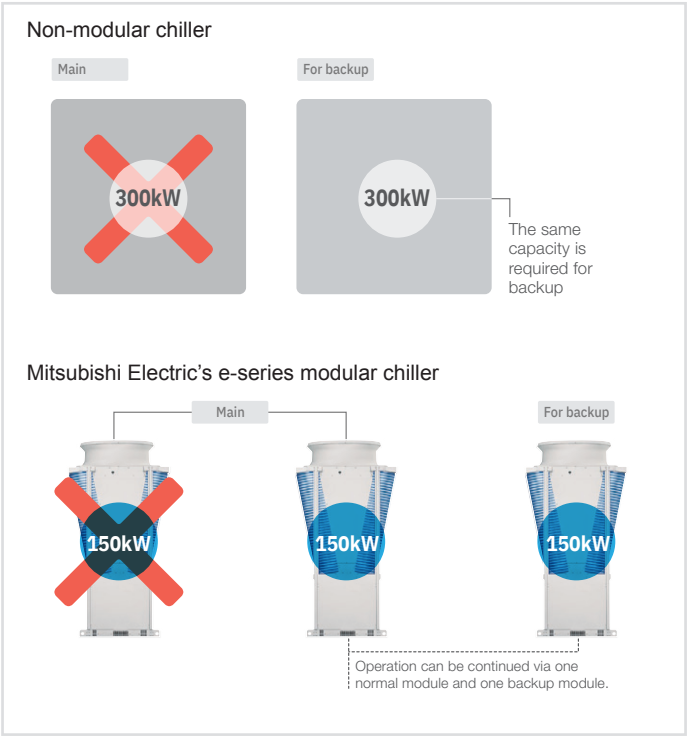 Non-modular chiller
Main
For backup
300kW
300kW
The same
capacity is
required for
backup
Mitsubishi Electric's e-series modular chiller
Main
For backup
150kW
150kW
150kW
Operation can be continued via one
normal module and one backup module.